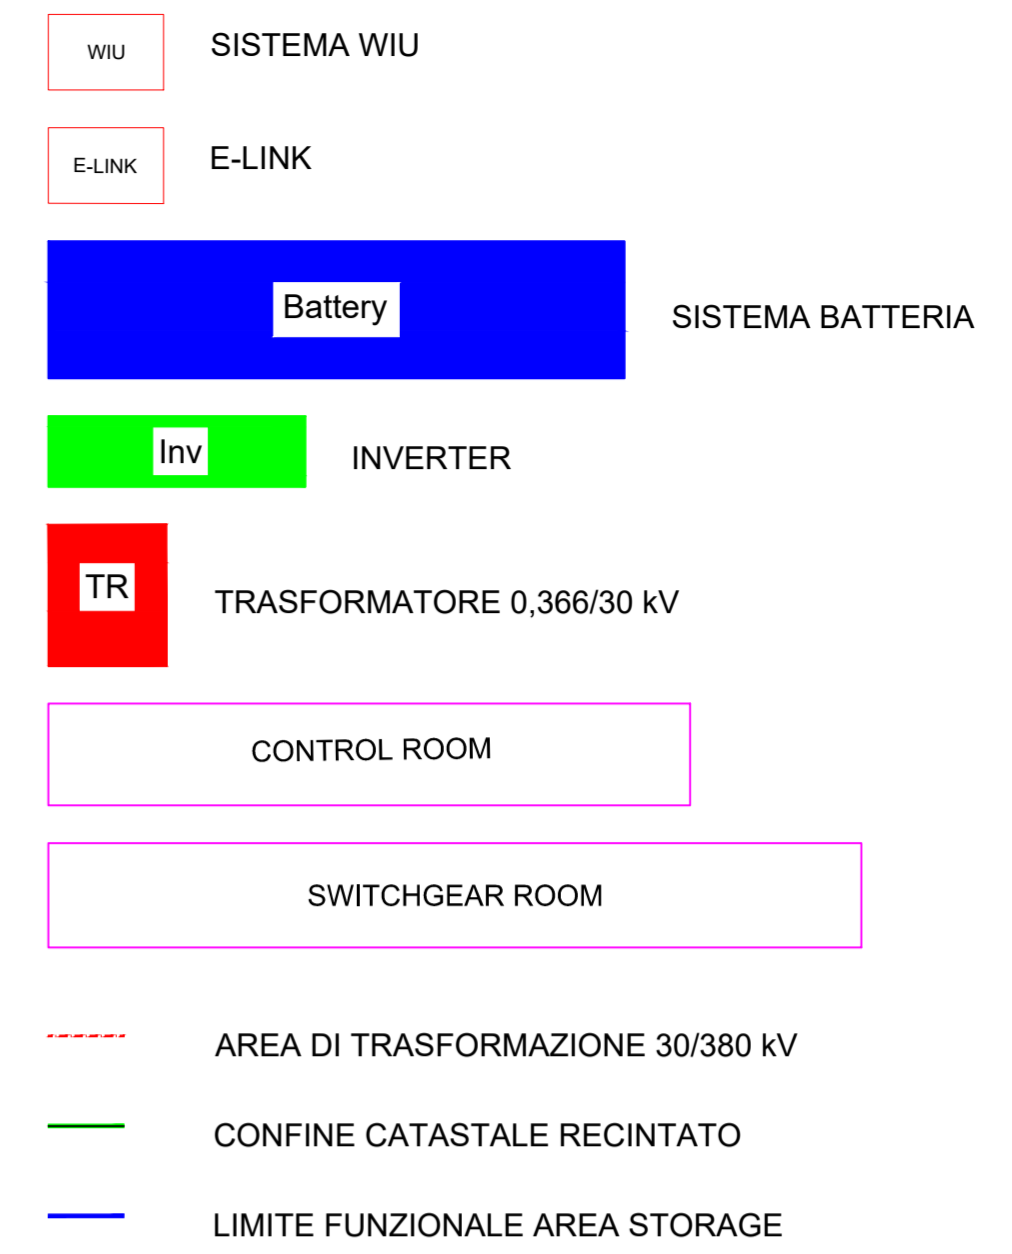 WIU SISTEMA WIU
E-LINK E-LINK
Battery SISTEMA BATTERIA
Inv INVERTER
TR TRASFORMATORE 0,366/30 kV
CONTROL ROOM
SWITCHGEAR ROOM
AREA DI TRASFORMAZIONE 30/380 kV
CONFINE CATASTALE RECINTATO
LIMITE FUNZIONALE AREA STORAGE